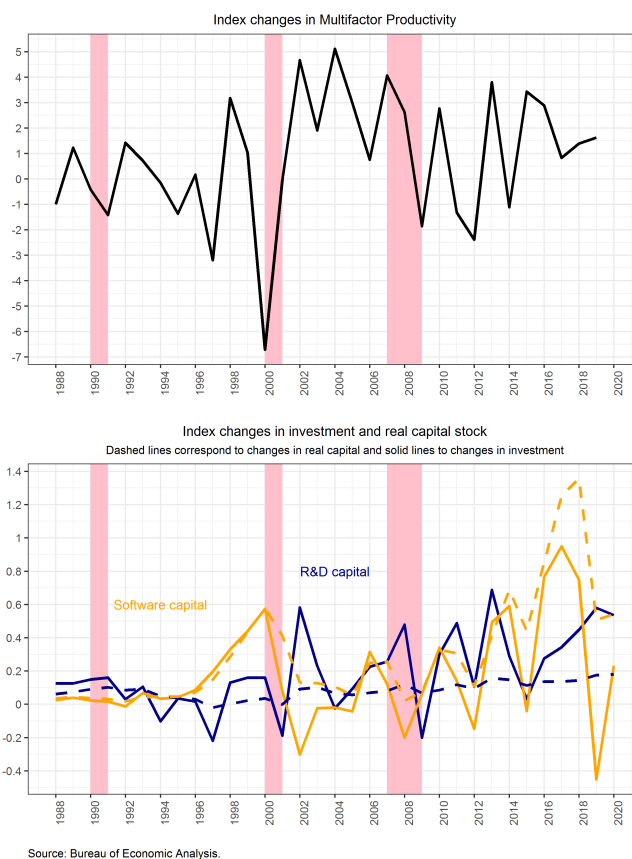 Index changes in Multifactor Productivity
5
4
3
2
1
0
-1
-2
-3
-4
-5
-6
-7
1988 1990 1992 1994 1996 1998 2000 2002 2004 2006 2008 2010 2012 2014 2016 2018 2020
Index changes in investment and real capital stock
Dashed lines correspond to changes in real capital and solid lines to changes in investment
1.4
1.2
1
0.8
R&D capital
0.6
Software capital
0.4
0.2
0
-0.2
-0.4
1988 1990 1992 1994 1996 1998 2000 2002 2004 2006 2008 2010 2012 2014 2016 2018 2020
Source: Bureau of Economic Analysis.